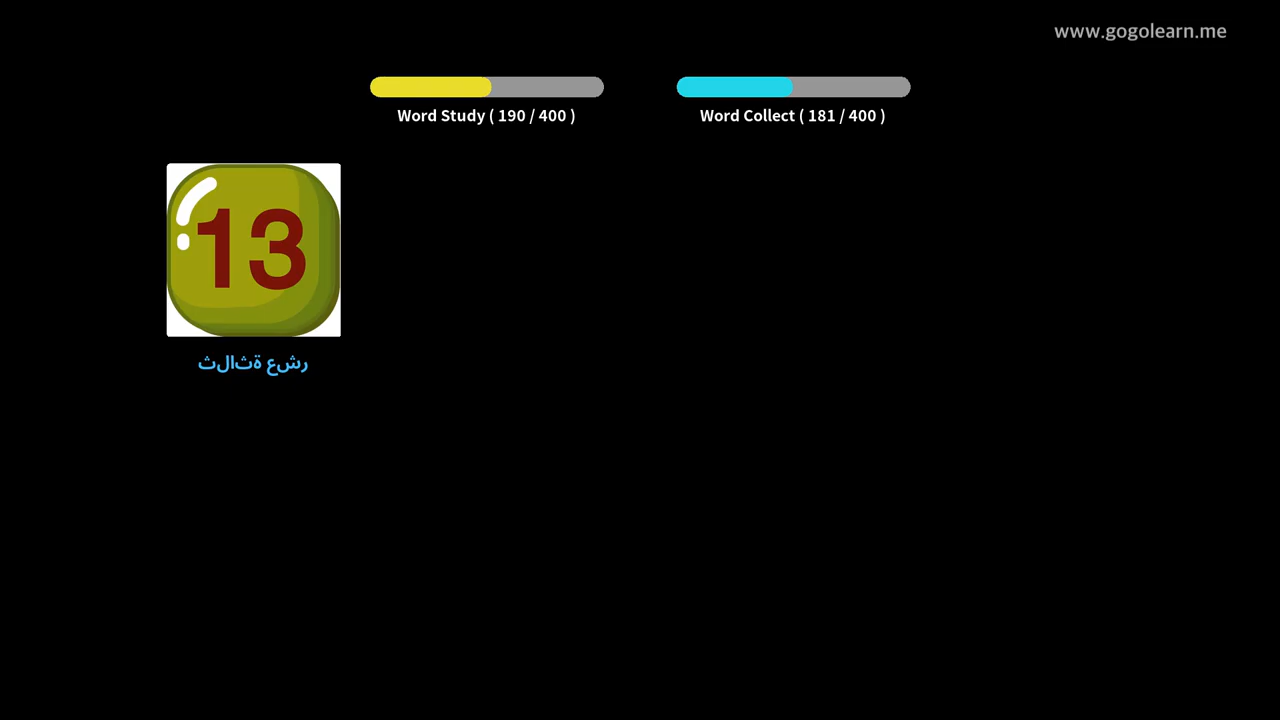 www.gogolearn.me
Word Study ( 190 / 400 )
Word Collect ( 181 / 400 )
13
رشع ةثالث